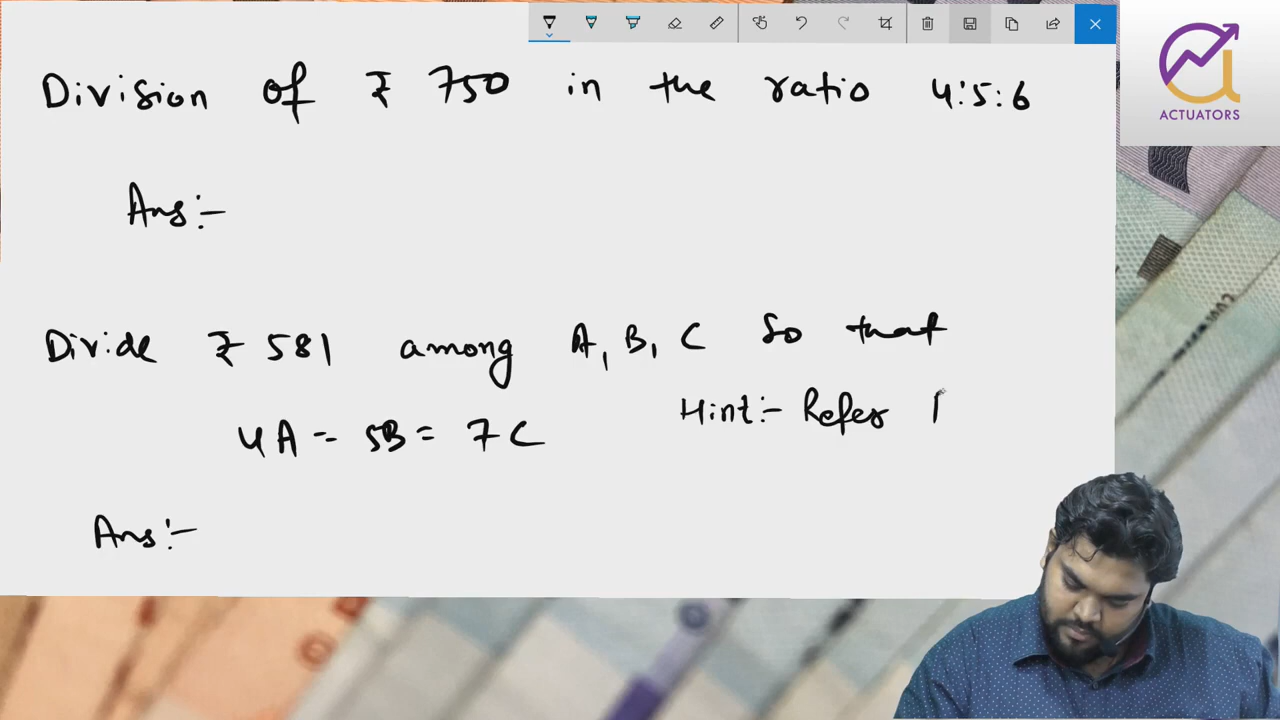 Division of ₹ 750 in the ratio 4:5:6
ACTUATORS
Ans:-
Divide ₹ 581 among A, B, C So that
Hint:- Refer
4A = 5B = 7C
Ans:-